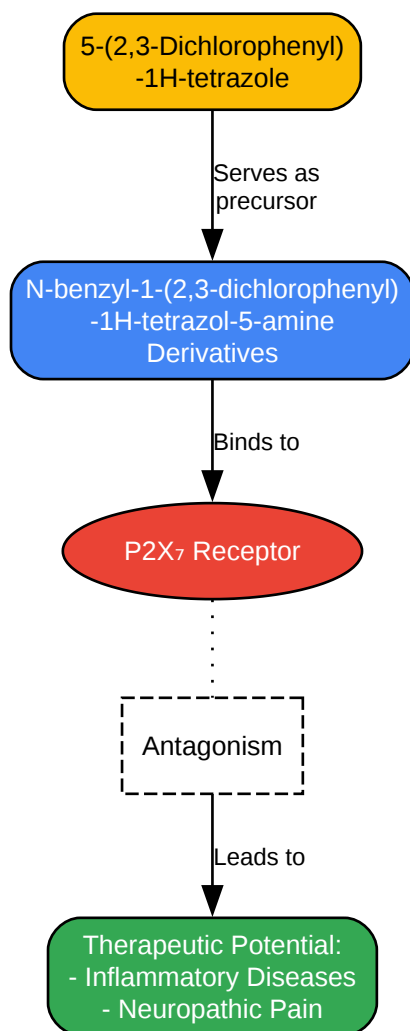 5-(2,3-Dichlorophenyl)
-1H-tetrazole
Serves as
precursor
N-benzyl-1-(2,3-dichlorophenyl)
-1H-tetrazol-5-amine
Derivatives
Binds to
P2X₇ Receptor
Antagonism
Leads to
Therapeutic Potential:
- Inflammatory Diseases
- Neuropathic Pain